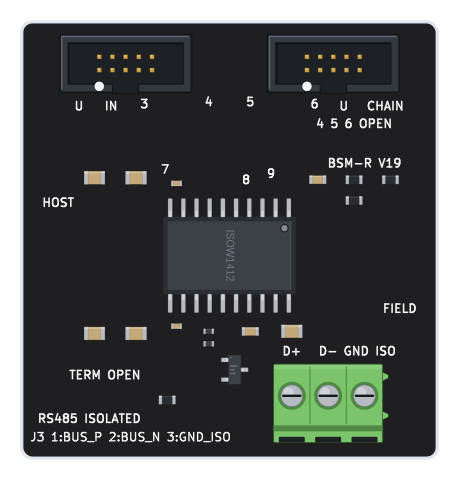 U IN 3 4 5 6 U CHAIN
4 5 6 OPEN
BSM-R V19
7 8 9
HOST
ISOW1412
FIELD
D+ D- GND ISO
TERM OPEN
RS485 ISOLATED
J3 1:BUS_P 2:BUS_N 3:GND_ISO